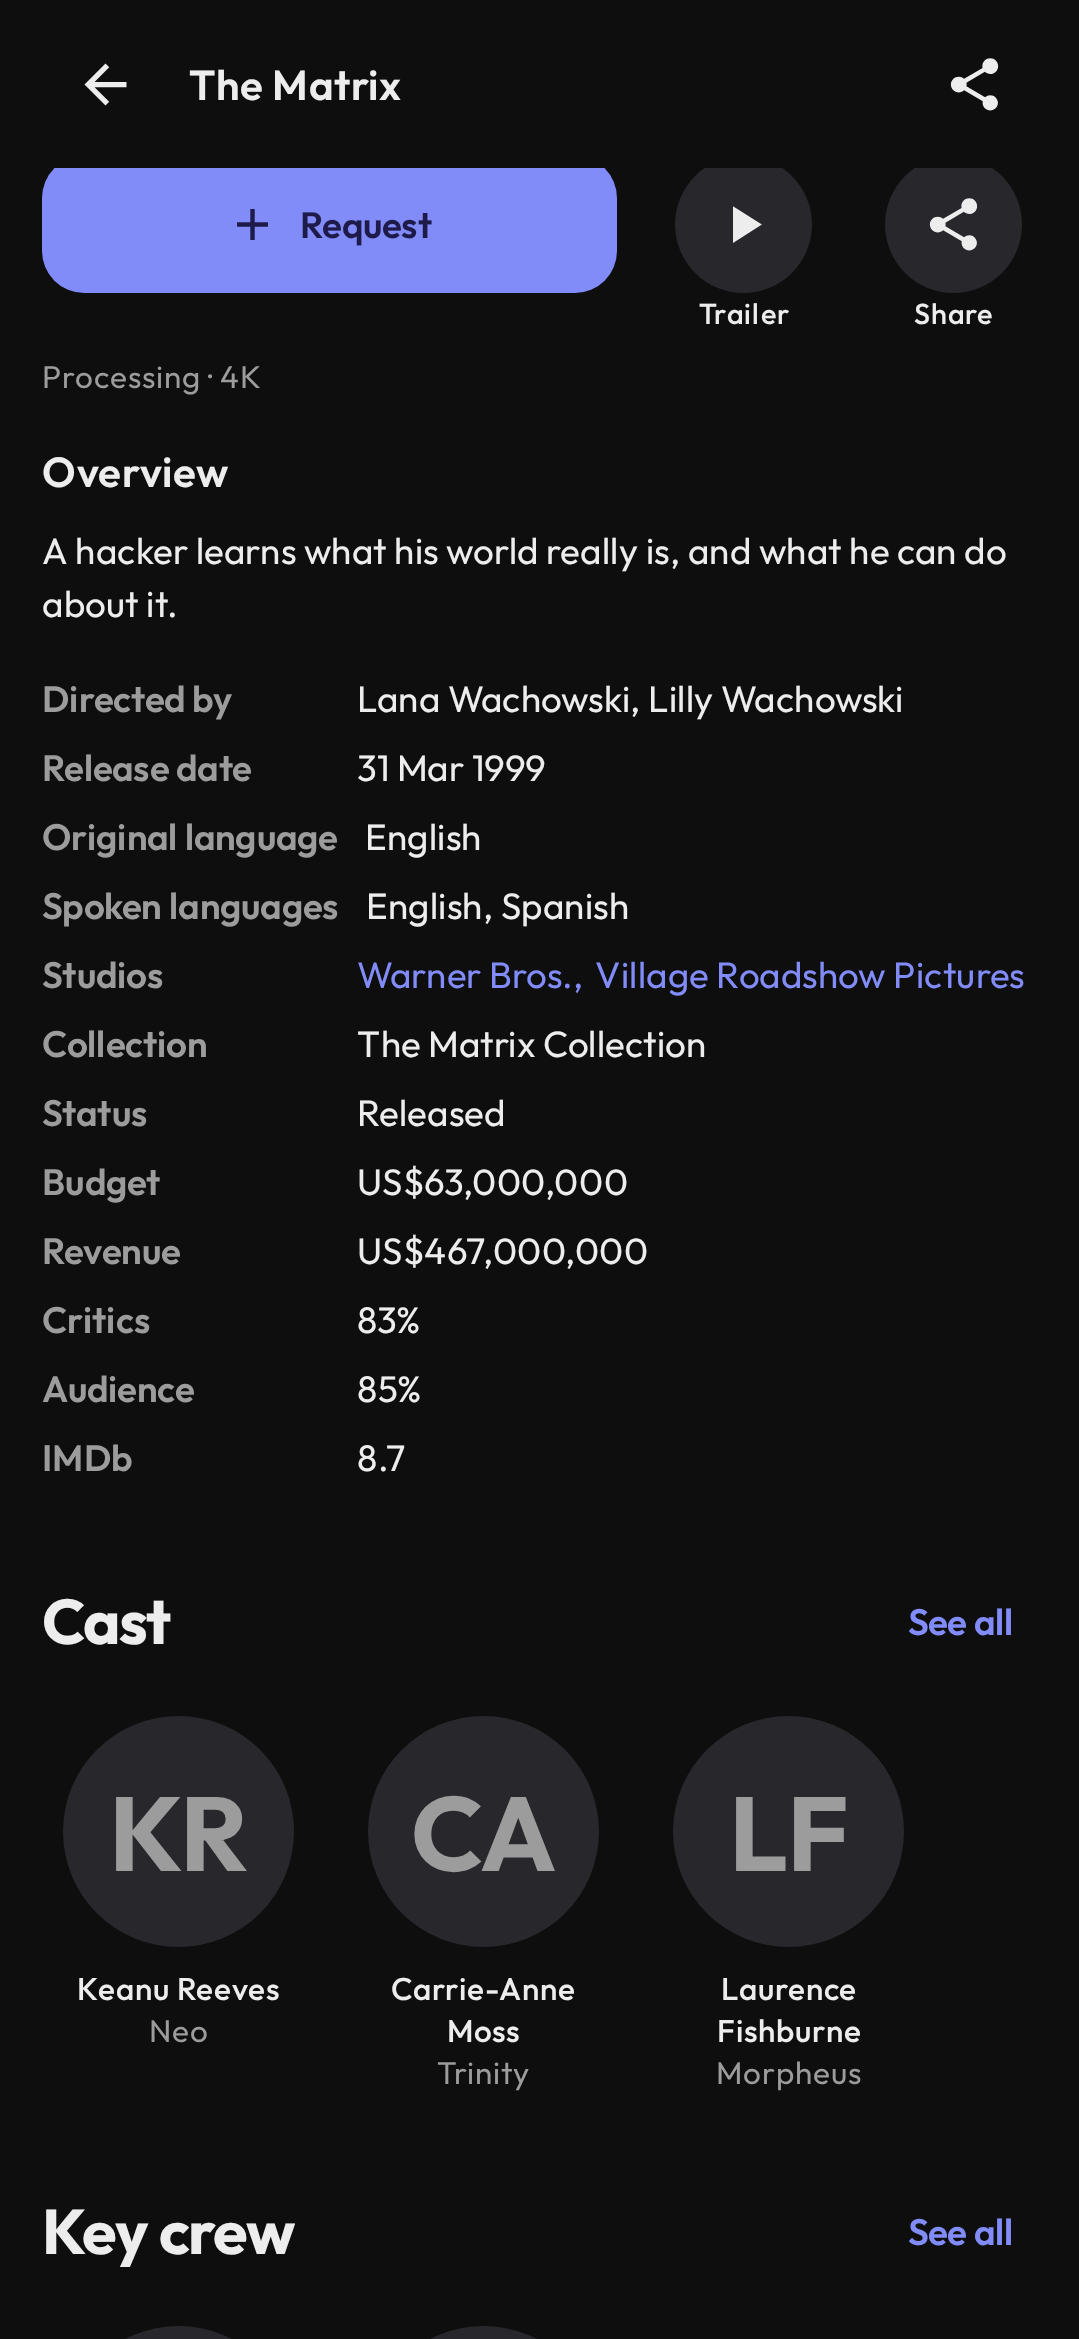 The Matrix
Request
Trailer
Share
Processing · 4K
Overview
A hacker learns what his world really is, and what he can do
about it.
Directed by Lana Wachowski, Lilly Wachowski
Release date 31 Mar 1999
Original language English
Spoken languages English, Spanish
Studios Warner Bros., Village Roadshow Pictures
Collection The Matrix Collection
Status Released
Budget US$63,000,000
Revenue US$467,000,000
Critics 83%
Audience 85%
IMDb 8.7
Cast
See all
KR
CA
LF
Keanu Reeves
Neo
Carrie-Anne
Moss
Trinity
Laurence
Fishburne
Morpheus
Key crew
See all